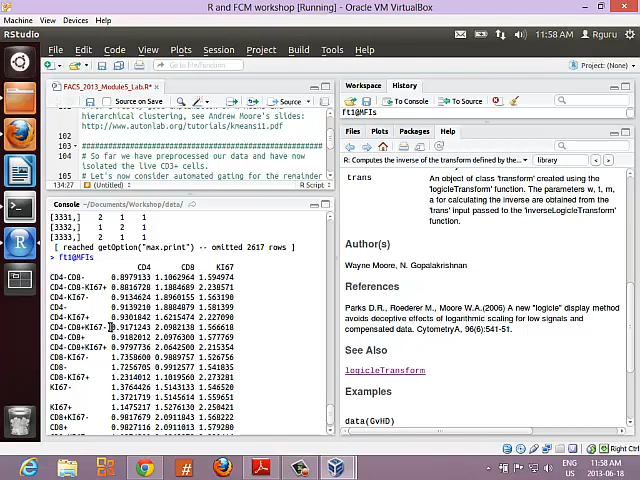 R and FCM workshop [Running] - Oracle VM VirtualBox
Machine View Devices Help
RStudio
11:58 AM Rguru
File Edit Code View Plots Session Project Build Tools Help
Go to file/function
Project: (None)
FACS_2013_Module5_Lab.R*
Source on Save
Source
hierarchical clustering, see Andrew Moore's slides:
http://www.autonlab.org/tutorials/kmeans11.pdf
102
103
104 # So far we have preprocessed our data and have now
isolated the live CD3+ cells.
105 # Let's now consider automated gating for the remainder
134:27 (Untitled) R Script
Console ~/Documents/Workshop/data/
[3331,] 2 1 1
[3332,] 1 2 1
[3333,] 2 1 1
[ reached getOption("max.print") -- omitted 2617 rows ]
> ft1@MFIs
CD4 CD8 KI67
CD4-CD8- 0.8979133 1.1062964 1.594974
CD4-CD8-KI67+ 0.8816728 1.1884689 2.238571
CD4-KI67- 0.9134624 1.8960155 1.563190
CD4- 0.9139210 1.8884879 1.581399
CD4-KI67+ 0.9301842 1.6215474 2.227090
CD4-CD8+KI67- 0.9171243 2.0982138 1.566618
CD4-CD8+ 0.9182012 2.0976300 1.577769
CD4-CD8+KI67+ 0.9797736 2.0642500 2.215354
CD8-KI67- 1.7358600 0.9889757 1.526756
CD8- 1.7256705 0.9912577 1.541835
CD8-KI67+ 1.2314012 1.1019560 2.273281
KI67- 1.3764426 1.5143133 1.546520
1.3721719 1.5145614 1.559651
KI67+ 1.1475217 1.5276130 2.250421
CD8+KI67- 0.9817679 2.0911843 1.568222
CD8+ 0.9827116 2.0911013 1.579280
Workspace History
To Console To Source
ft1@MFIs
Files Plots Packages Help
R: Computes the inverse of the transform defined by the... library
trans An object of class 'transform' created using the
'logicleTransform' function. The parameters w, t, m,
a for calculating the inverse are obtained from the
'trans' input passed to the 'inverseLogicleTransform'
function.
Author(s)
Wayne Moore, N. Gopalakrishnan
References
Parks D.R., Roederer M., Moore W.A.(2006) A new "logicle" display method
avoids deceptive effects of logarithmic scaling for low signals and
compensated data. CytometryA, 96(6):541-51.
See Also
logicleTransform
Examples
data(GvHD)
Right Ctrl
ENG 11:58 AM
US 2013-06-18